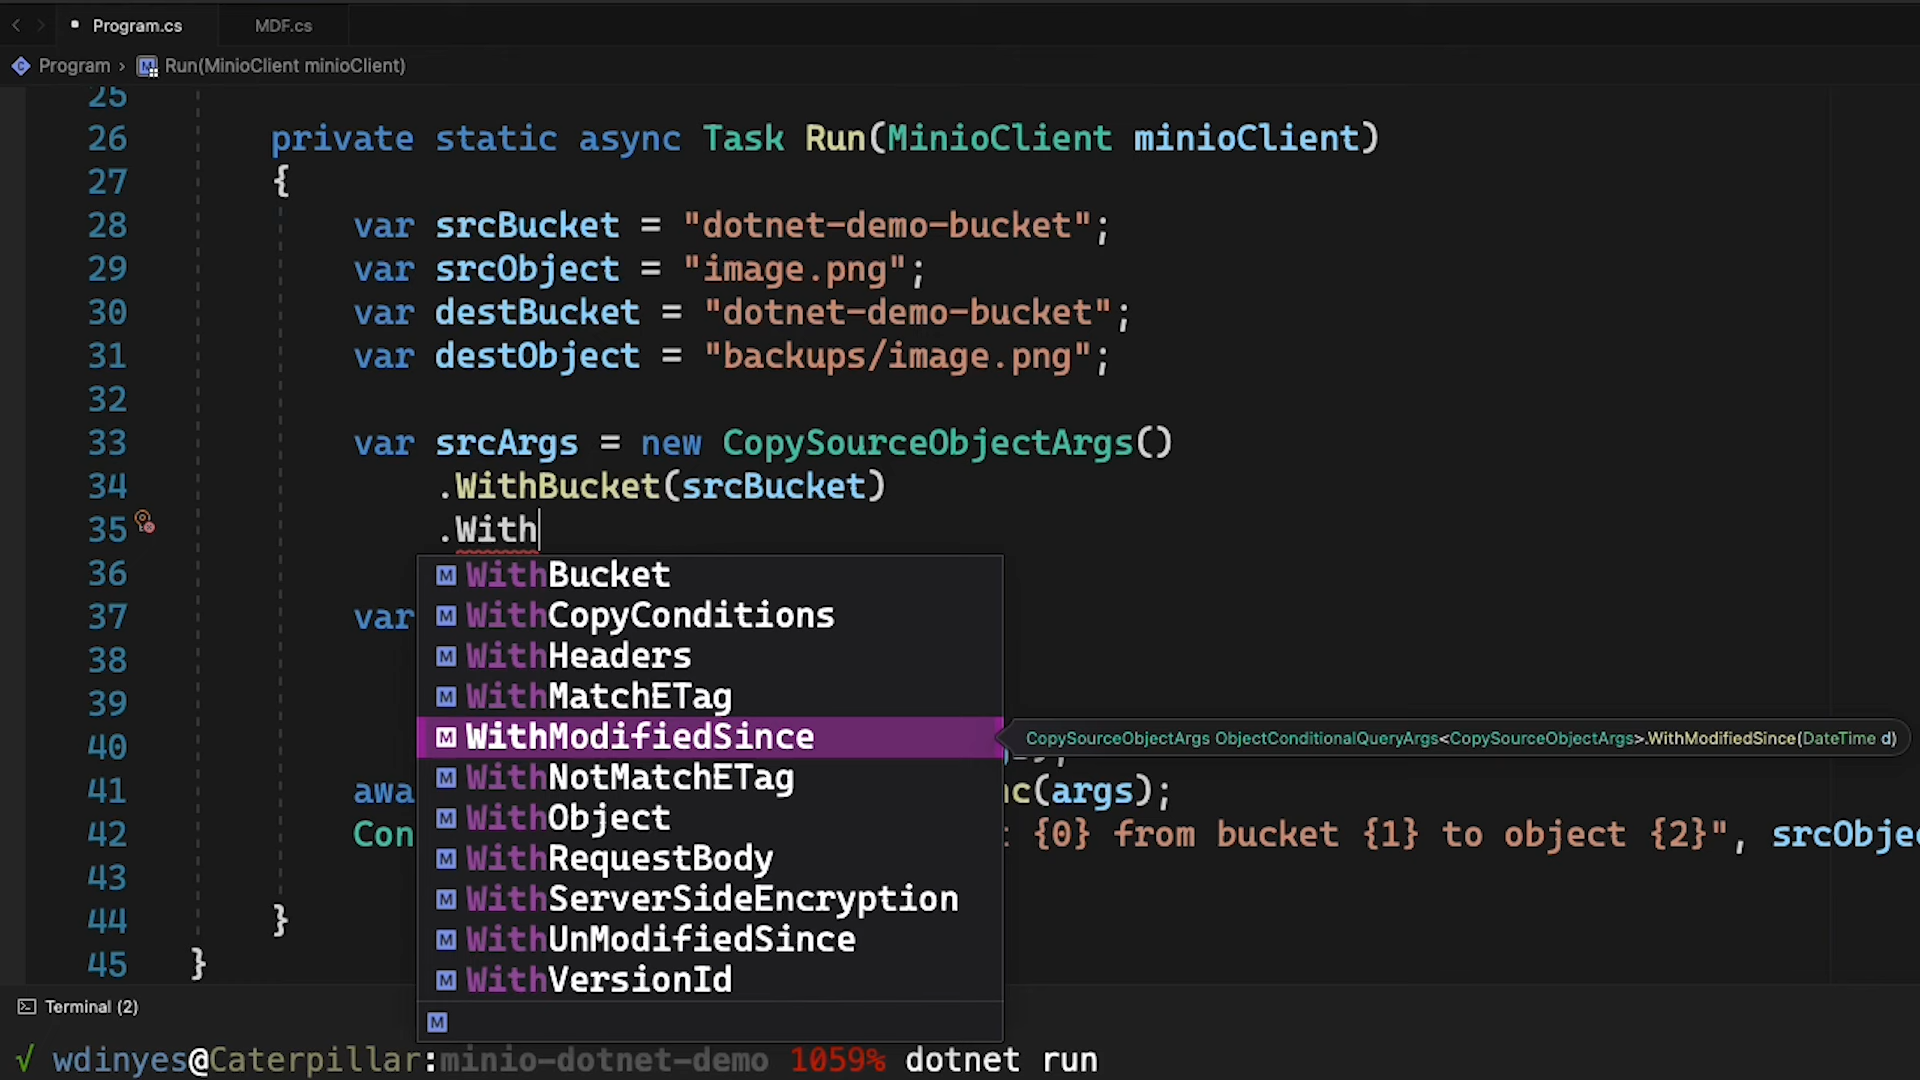 Program.cs MDF.cs
Program › Run(MinioClient minioClient)
25
26 private static async Task Run(MinioClient minioClient)
27 {
28 var srcBucket = "dotnet-demo-bucket";
29 var srcObject = "image.png";
30 var destBucket = "dotnet-demo-bucket";
31 var destObject = "backups/image.png";
32
33 var srcArgs = new CopySourceObjectArgs()
34 .WithBucket(srcBucket)
35 .With
36 WithBucket
WithCopyConditions
37 var
38 WithHeaders
39 WithMatchETag
40 WithModifiedSince CopySourceObjectArgs ObjectConditionalQueryArgs<CopySourceObjectArgs>.WithModifiedSince(DateTime d)
41 awa WithNotMatchETag nc(args);
42 Con WithObject {0} from bucket {1} to object {2}", srcObje
43 WithRequestBody
WithServerSideEncryption
44 }
WithUnModifiedSince
45 }
WithVersionId
Terminal (2)
√ wdinyes@Caterpillar:minio-dotnet-demo 1059% dotnet run